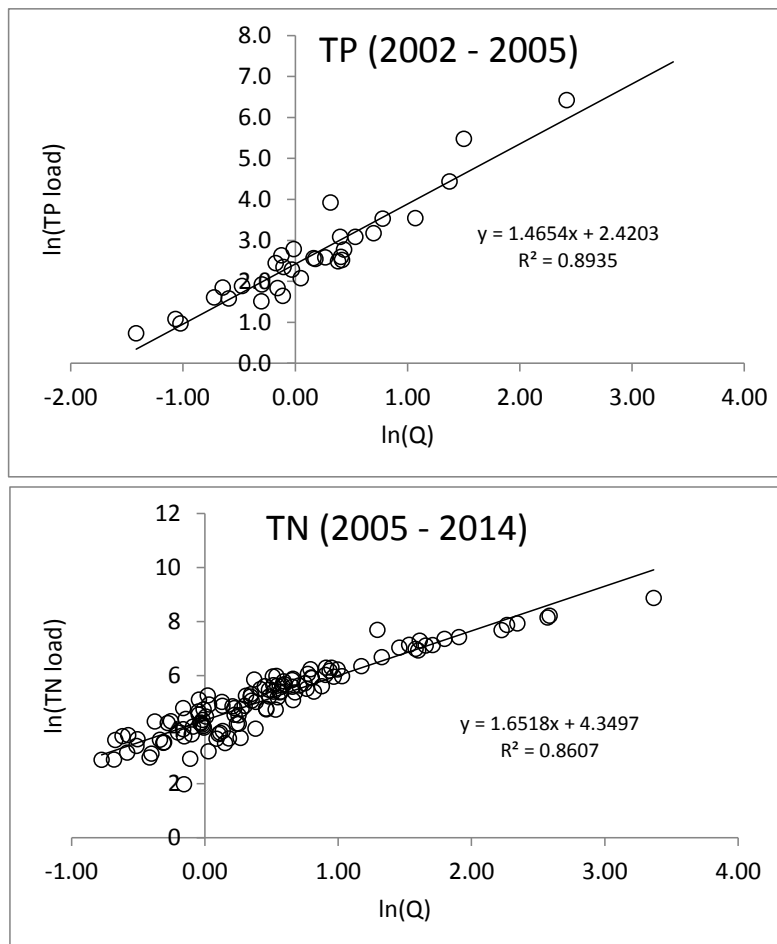 TP (2002 - 2005)
8.0
7.0
6.0
5.0
4.0
3.0
2.0
1.0
0.0
ln(TP load)
y = 1.4654x + 2.4203
R² = 0.8935
-2.00 -1.00 0.00 1.00 2.00 3.00 4.00
ln(Q)
TN (2005 - 2014)
12
10
8
6
4
2
0
ln(TN load)
y = 1.6518x + 4.3497
R² = 0.8607
-1.00 0.00 1.00 2.00 3.00 4.00
ln(Q)